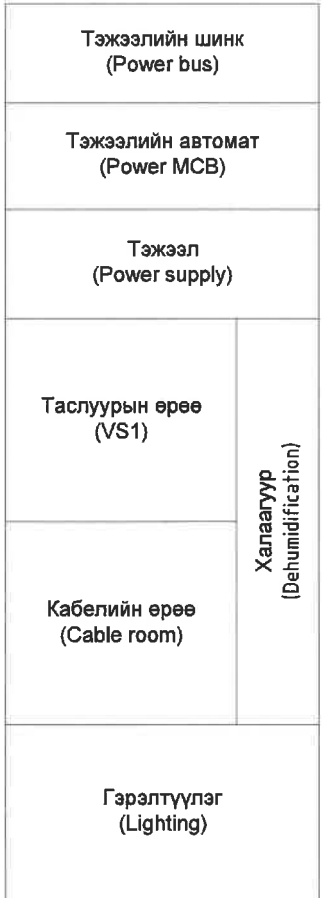 Тэжээлийн шинк
(Power bus)
Тэжээлийн автомат
(Power MCB)
Тэжээл
(Power supply)
Таслуурын өрөө
(VS1)
Халаагуур
(Dehumidification)
Кабелийн өрөө
(Cable room)
Гэрэлтүүлэг
(Lighting)